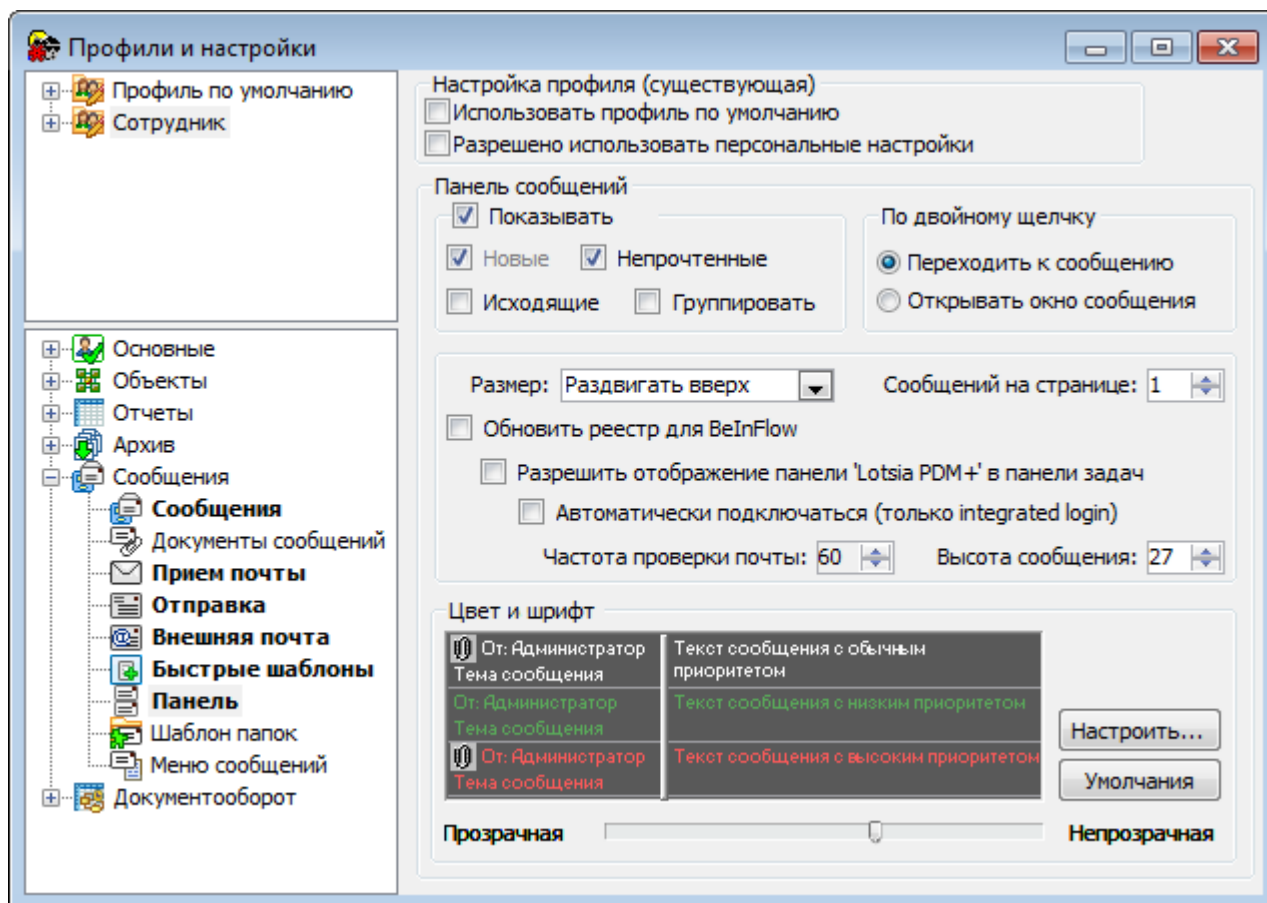 Профили и настройки
Профиль по умолчанию
Сотрудник
Основные
Объекты
Отчеты
Архив
Сообщения
Сообщения
Документы сообщений
Прием почты
Отправка
Внешняя почта
Быстрые шаблоны
Панель
Шаблон папок
Меню сообщений
Документооборот
Настройка профиля (существующая)
Использовать профиль по умолчанию
Разрешено использовать персональные настройки
Панель сообщений
Показывать
Новые Непрочтенные
Исходящие Группировать
По двойному щелчку
Переходить к сообщению
Открывать окно сообщения
Размер: Раздвигать вверх Сообщений на странице: 1
Обновить реестр для BeInFlow
Разрешить отображение панели 'Lotsia PDM+' в панели задач
Автоматически подключаться (только integrated login)
Частота проверки почты: 60 Высота сообщения: 27
Цвет и шрифт
От: Администратор
Тема сообщения
Текст сообщения с обычным
приоритетом
От: Администратор
Тема сообщения
Текст сообщения с низким приоритетом
От: Администратор
Тема сообщения
Текст сообщения с высоким приоритетом
Настроить...
Умолчания
Прозрачная Непрозрачная